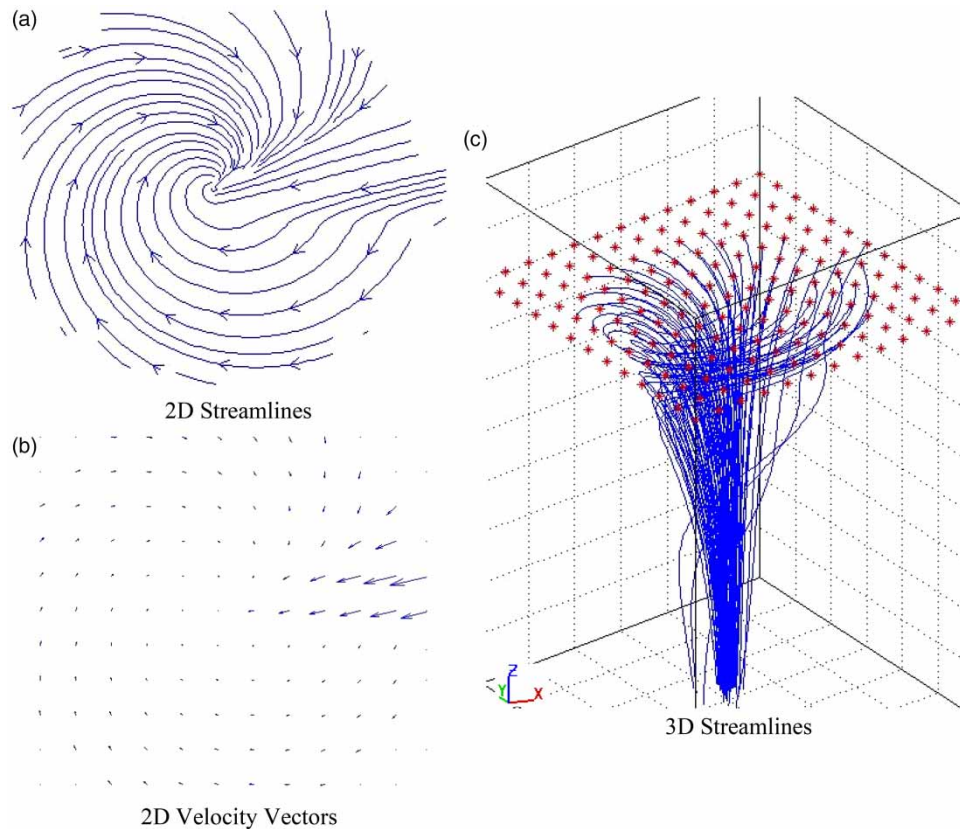 (a)
2D Streamlines
(b)
2D Velocity Vectors
(c)
Z
Y
X
3D Streamlines